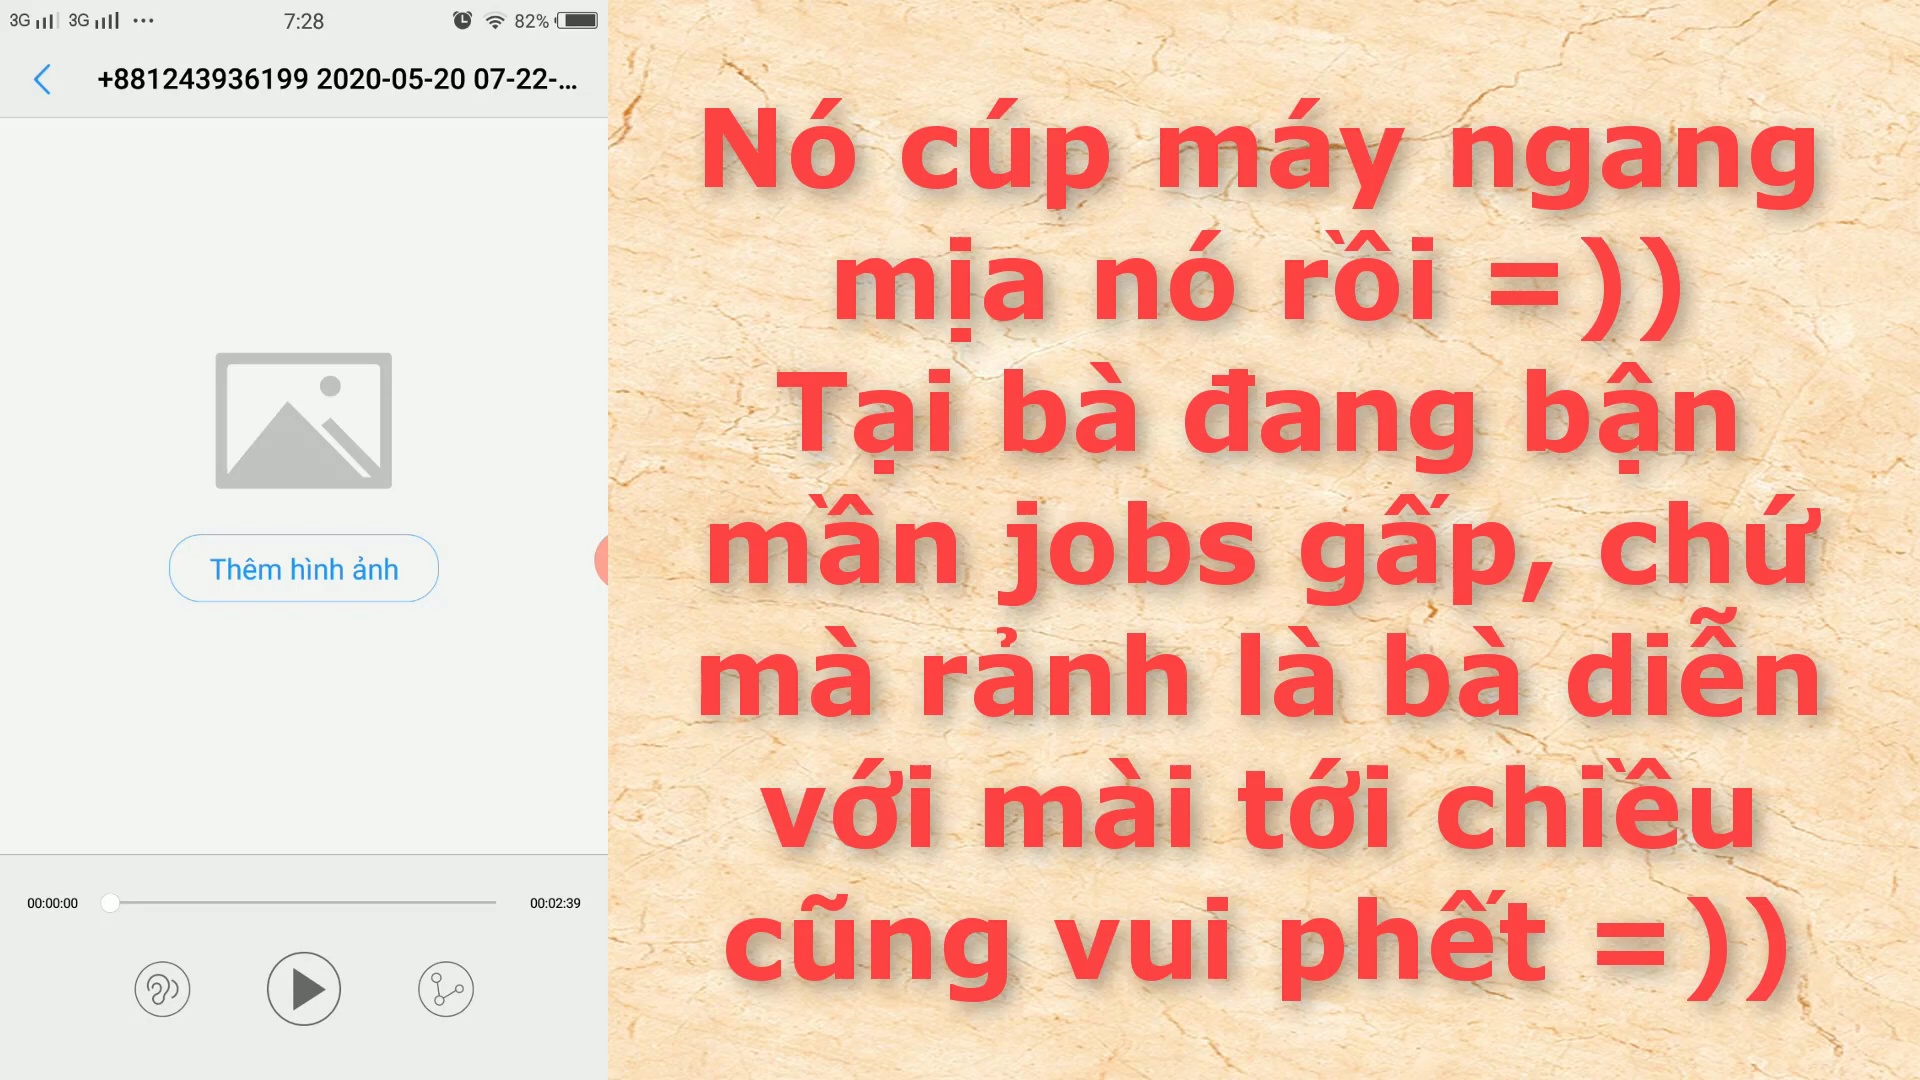 3G 3G ... 7:28 82%
+881243936199 2020-05-20 07-22-...
Thêm hình ảnh
00:00:00 00:02:39
Nó cúp máy ngang
mịa nó rồi =))
Tại bà đang bận
mần jobs gấp, chứ
mà rảnh là bà diễn
với mài tới chiều
cũng vui phết =))